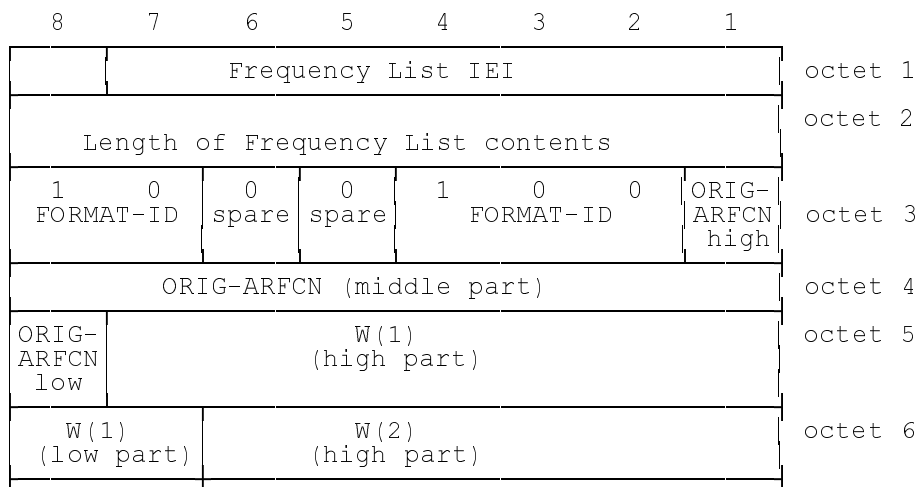 8 7 6 5 4 3 2 1
Frequency List IEI octet 1
octet 2
Length of Frequency List contents
1 0 0 0 1 0 0 ORIG-
FORMAT-ID spare spare FORMAT-ID ARFCN octet 3
high
ORIG-ARFCN (middle part) octet 4
ORIG- W(1) octet 5
ARFCN (high part)
low
W(1) W(2) octet 6
(low part) (high part)